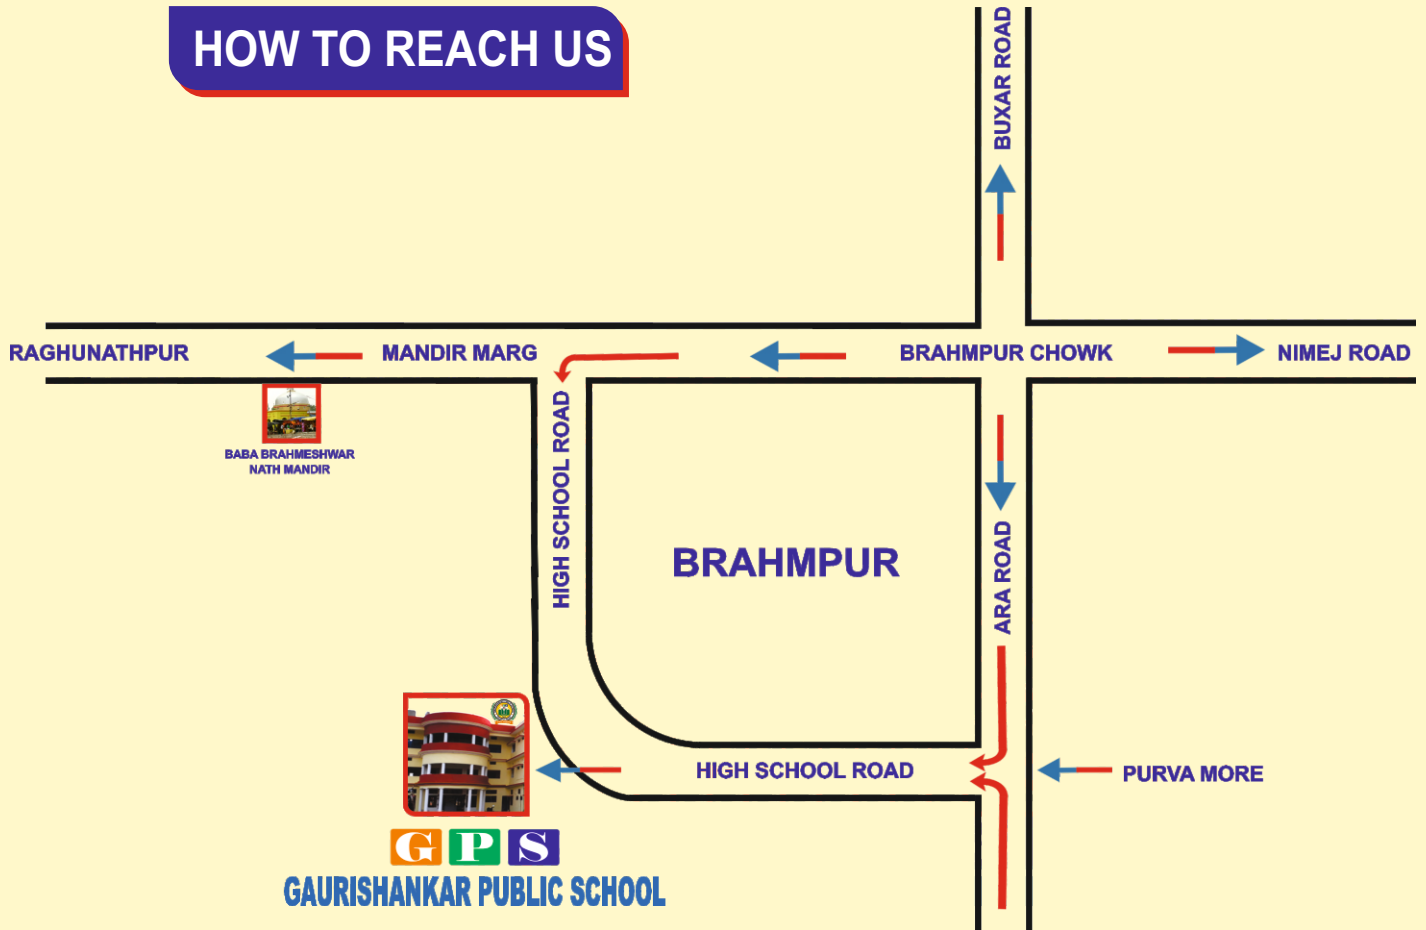 HOW TO REACH US
BUXAR ROAD
RAGHUNATHPUR
MANDIR MARG
BRAHMPUR CHOWK
NIMEJ ROAD
BABA BRAHMESHWAR
NATH MANDIR
HIGH SCHOOL ROAD
BRAHMPUR
ARA ROAD
HIGH SCHOOL ROAD
PURVA MORE
GPS
GAURISHANKAR PUBLIC SCHOOL